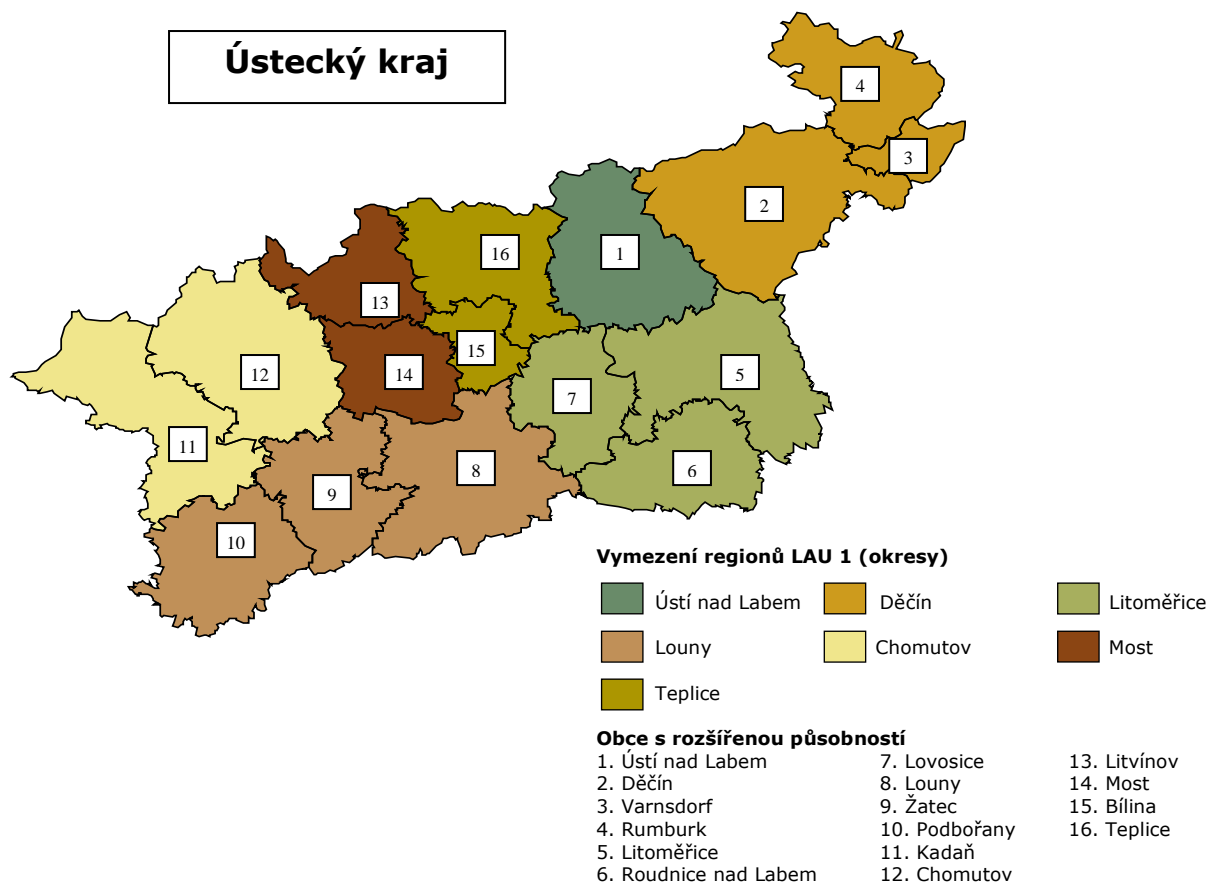 Ústecký kraj
4
3
2
16
1
13
15
12
14
5
7
11
8
6
9
10
Vymezení regionů LAU 1 (okresy)
Ústí nad Labem Děčín Litoměřice
Louny Chomutov Most
Teplice
Obce s rozšířenou působností
1. Ústí nad Labem 7. Lovosice 13. Litvínov
2. Děčín 8. Louny 14. Most
3. Varnsdorf 9. Žatec 15. Bílina
4. Rumburk 10. Podbořany 16. Teplice
5. Litoměřice 11. Kadaň
6. Roudnice nad Labem 12. Chomutov